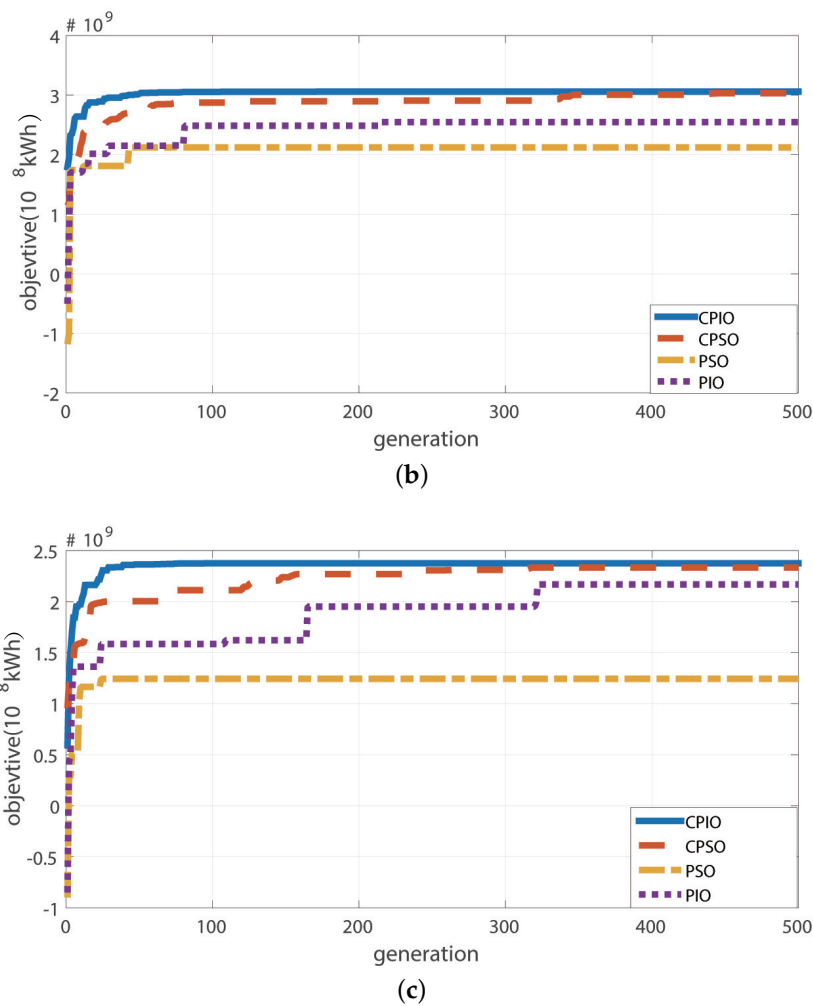 # 10^9
4
3
2
1
0
-1
-2
objevtive(10 ^8kWh)
CPIO
CPSO
PSO
PIO
0 100 200 300 400 500
generation
(b)
# 10^9
2.5
2
1.5
1
0.5
0
-0.5
-1
objevtive(10 ^8kWh)
CPIO
CPSO
PSO
PIO
0 100 200 300 400 500
generation
(c)